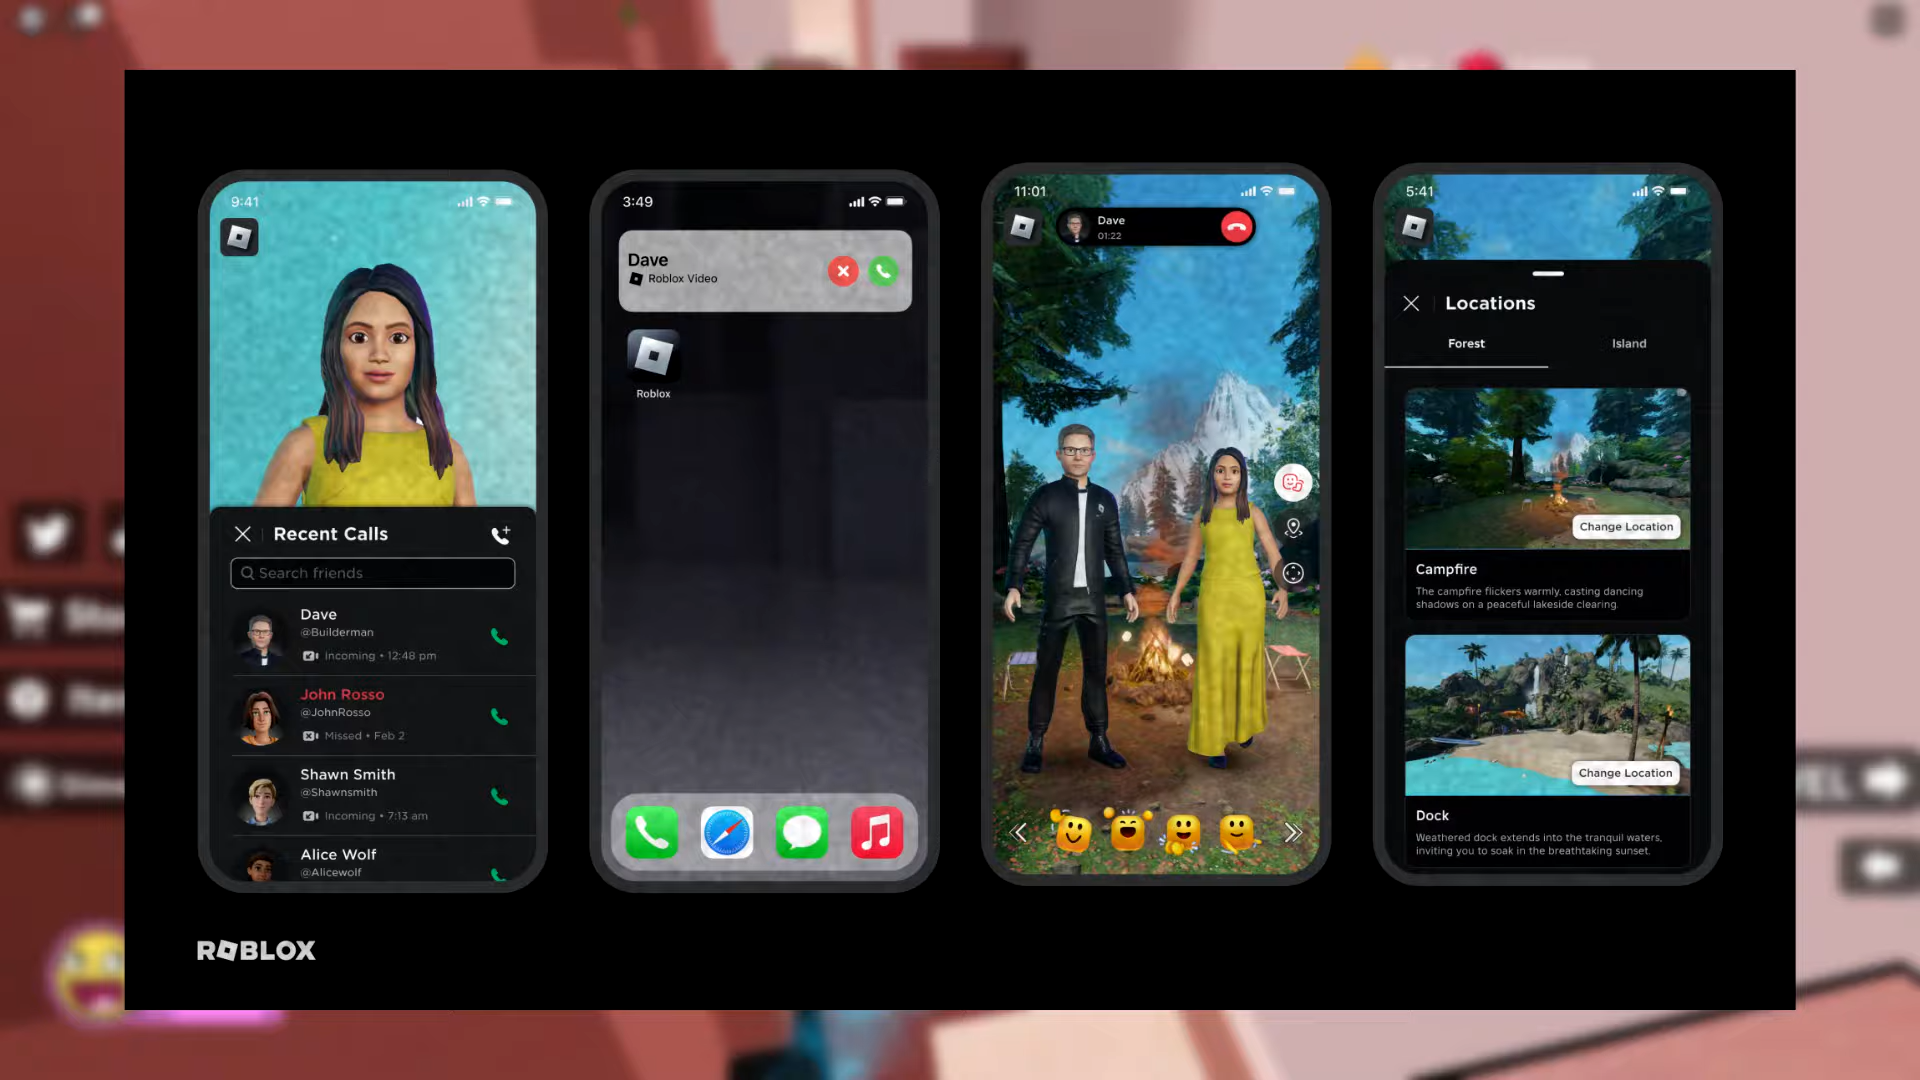 9:41
Recent Calls
Search friends
Dave
@Builderman
Incoming • 12:48 pm
John Rosso
@JohnRosso
Missed • Feb 2
Shawn Smith
@Shawnsmith
Incoming • 7:13 am
Alice Wolf
@Alicewolf
3:49
Dave
Roblox Video
Roblox
11:01
Dave
01:22
5:41
Locations
Forest
Island
Change Location
Campfire
The campfire flickers warmly, casting dancing
shadows on a peaceful lakeside clearing.
Change Location
Dock
Weathered dock extends into the tranquil waters,
inviting you to soak in the breathtaking sunset.
ROBLOX